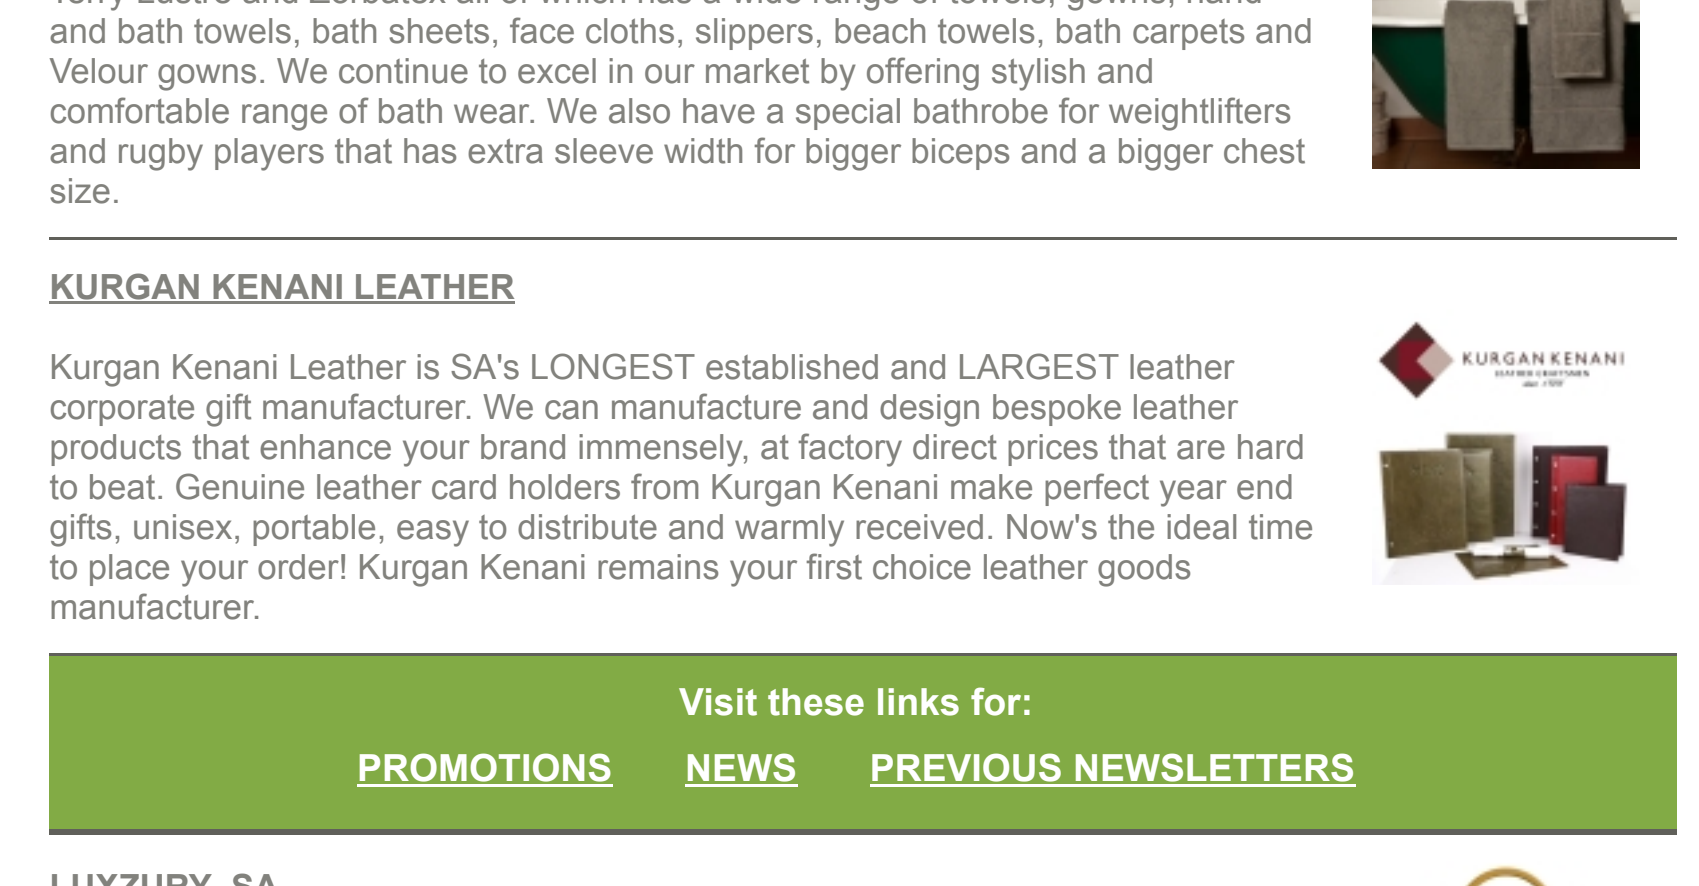 and bath towels, bath sheets, face cloths, slippers, beach towels, bath carpets and
Velour gowns. We continue to excel in our market by offering stylish and
comfortable range of bath wear. We also have a special bathrobe for weightlifters
and rugby players that has extra sleeve width for bigger biceps and a bigger chest
size.
KURGAN KENANI LEATHER
KURGAN KENANI
Kurgan Kenani Leather is SA's LONGEST established and LARGEST leather
corporate gift manufacturer. We can manufacture and design bespoke leather
products that enhance your brand immensely, at factory direct prices that are hard
to beat. Genuine leather card holders from Kurgan Kenani make perfect year end
gifts, unisex, portable, easy to distribute and warmly received. Now's the ideal time
to place your order! Kurgan Kenani remains your first choice leather goods
manufacturer.
Visit these links for:
PROMOTIONS NEWS PREVIOUS NEWSLETTERS
LUXZURY SA